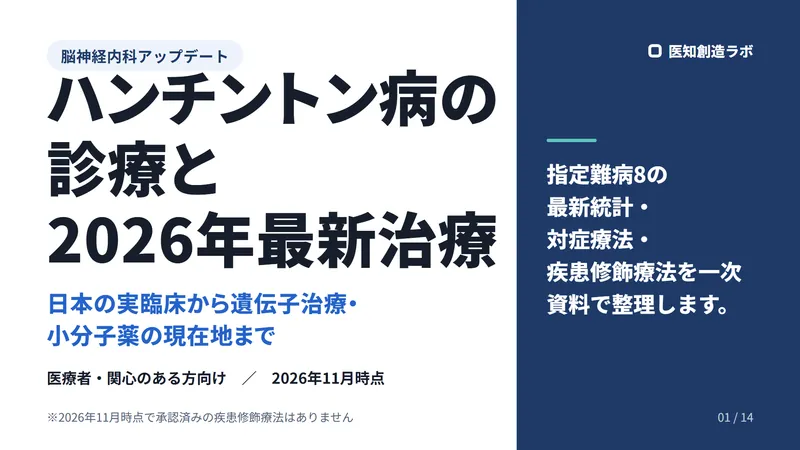 脳神経内科アップデート
ハンチントン病の
診療と
2026年最新治療
日本の実臨床から遺伝子治療・
小分子薬の現在地まで
医療者・関心のある方向け ／ 2026年11月時点
※2026年11月時点で承認済みの疾患修飾療法はありません
医知創造ラボ
指定難病8の
最新統計・
対症療法・
疾患修飾療法を一次
資料で整理します。
01 / 14